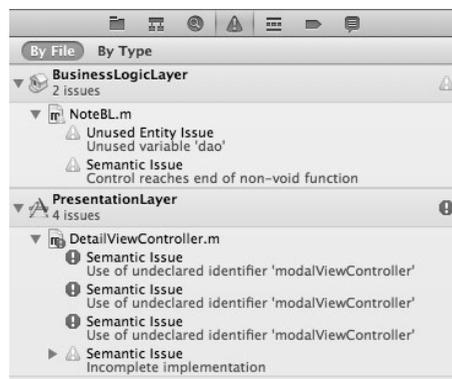 By File By Type
BusinessLogicLayer
2 issues
NoteBL.m
Unused Entity Issue
Unused variable 'dao'
Semantic Issue
Control reaches end of non-void function
PresentationLayer
4 issues
DetailViewController.m
Semantic Issue
Use of undeclared identifier 'modalViewController'
Semantic Issue
Use of undeclared identifier 'modalViewController'
Semantic Issue
Use of undeclared identifier 'modalViewController'
Semantic Issue
Incomplete implementation